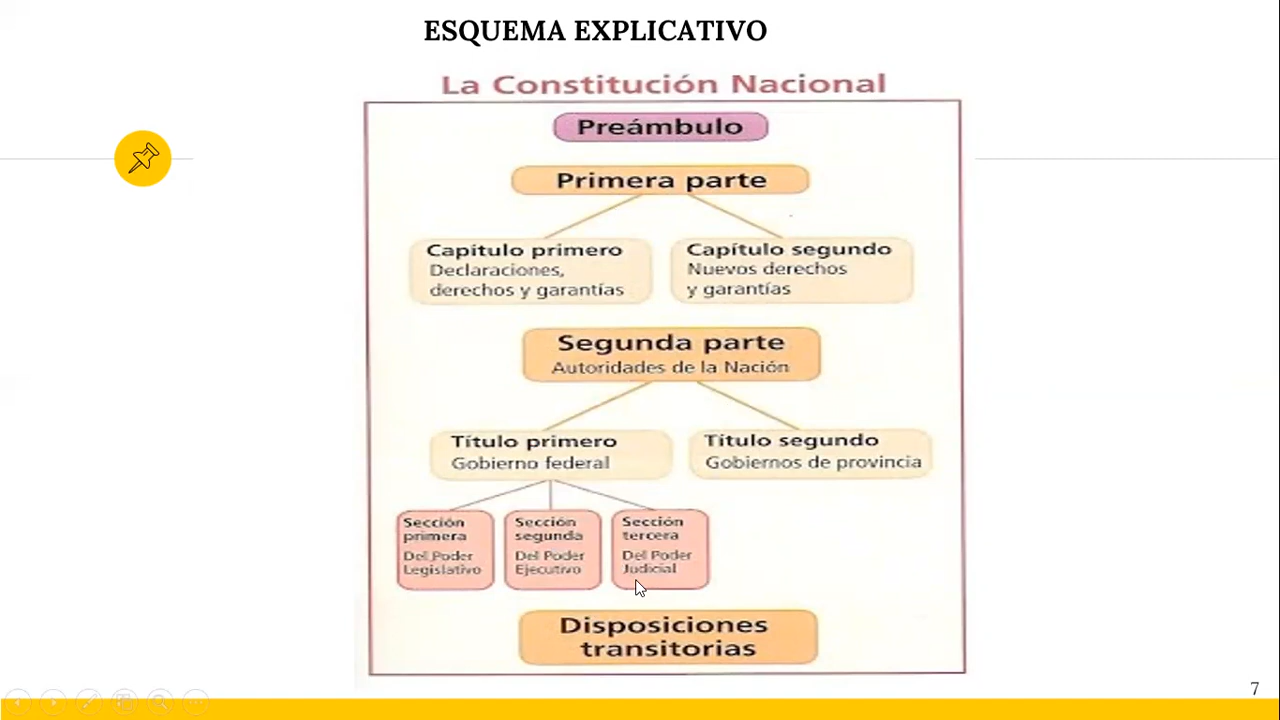 ESQUEMA EXPLICATIVO
La Constitución Nacional
Preámbulo
Primera parte
Capítulo primero
Declaraciones,
derechos y garantías
Capítulo segundo
Nuevos derechos
y garantías
Segunda parte
Autoridades de la Nación
Título primero
Gobierno federal
Título segundo
Gobiernos de provincia
Sección
primera
Del Poder
Legislativo
Sección
segunda
Del Poder
Ejecutivo
Sección
tercera
Del Poder
Judicial
Disposiciones
transitorias
7